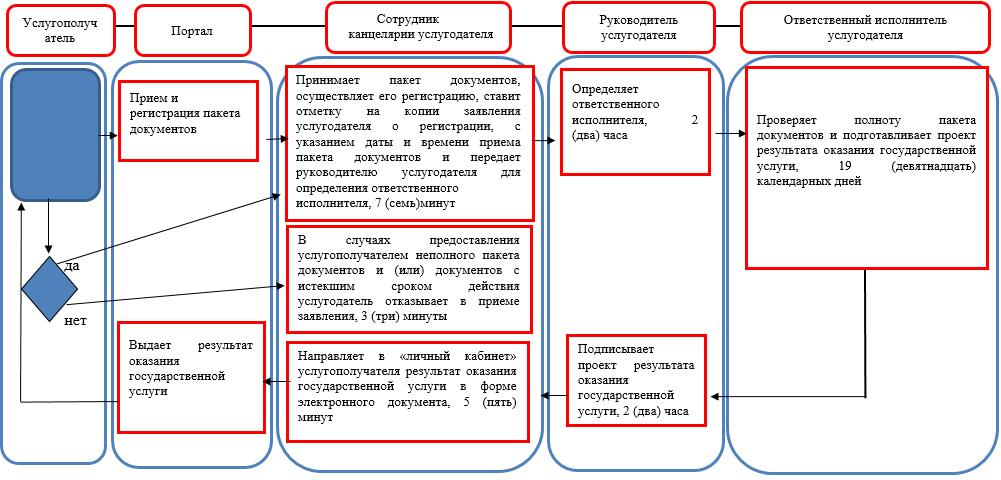 Услугополуч
атель
Портал
Сотрудник
канцелярии услугодателя
Руководитель
услугодателя
Ответственный исполнитель
услугодателя
Прием и
регистрация пакета
документов
Принимает пакет документов,
осуществляет его регистрацию, ставит
отметку на копии заявления
услугодателя о регистрации, с
указанием даты и времени приема
пакета документов и передает
руководителю услугодателя для
определения ответственного
исполнителя, 7 (семь)минут
Определяет
ответственного
исполнителя, 2
(два) часа
Проверяет полноту пакета
документов и подготавливает проект
результата оказания государственной
услуги, 19 (девятнадцать)
календарных дней
да
нет
В случаях предоставления
услугополучателем неполного пакета
документов и (или) документов с
истекшим сроком действия
услугодатель отказывает в приеме
заявления, 3 (три) минуты
Выдает результат
оказания
государственной
услуги
Направляет в «личный кабинет»
услугополучателя результат оказания
государственной услуги в форме
электронного документа, 5 (пять)
минут
Подписывает
проект результата
оказания
государственной
услуги, 2 (два) часа